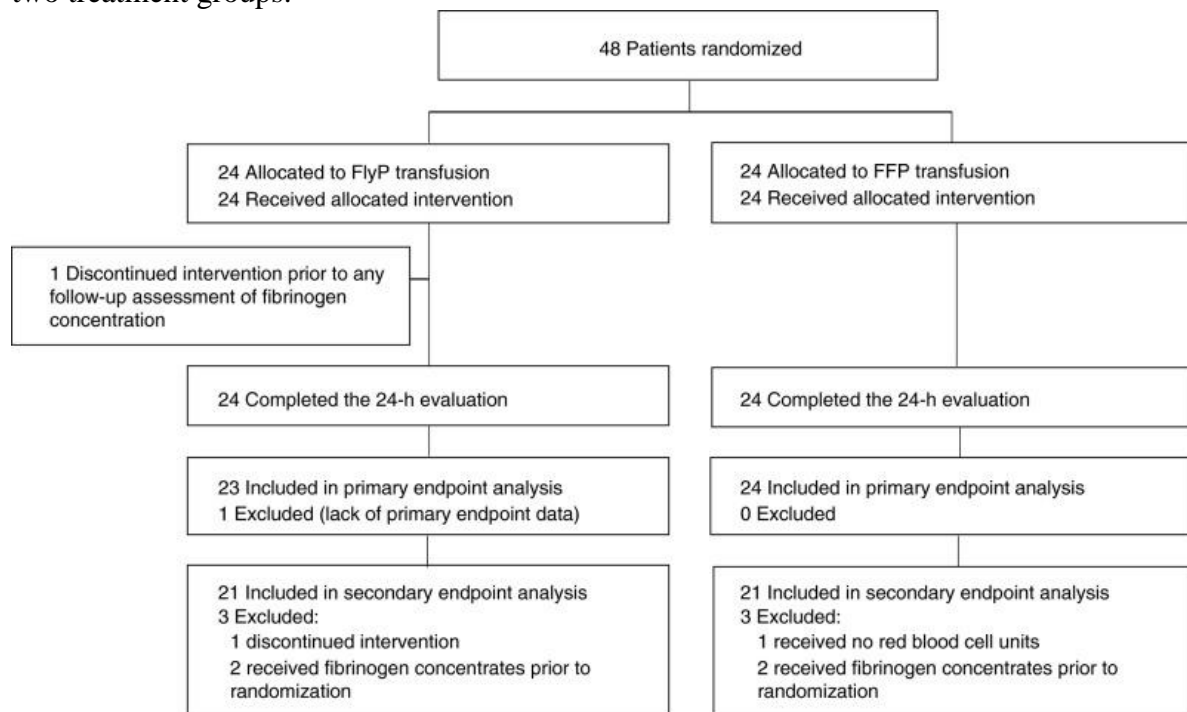 two treatment groups.
48 Patients randomized
24 Allocated to FlyP transfusion
24 Received allocated intervention
24 Allocated to FFP transfusion
24 Received allocated intervention
1 Discontinued intervention prior to any
follow-up assessment of fibrinogen
concentration
24 Completed the 24-h evaluation
24 Completed the 24-h evaluation
23 Included in primary endpoint analysis
1 Excluded (lack of primary endpoint data)
24 Included in primary endpoint analysis
0 Excluded
21 Included in secondary endpoint analysis
3 Excluded:
1 discontinued intervention
2 received fibrinogen concentrates prior to
randomization
21 Included in secondary endpoint analysis
3 Excluded:
1 received no red blood cell units
2 received fibrinogen concentrates prior to
randomization